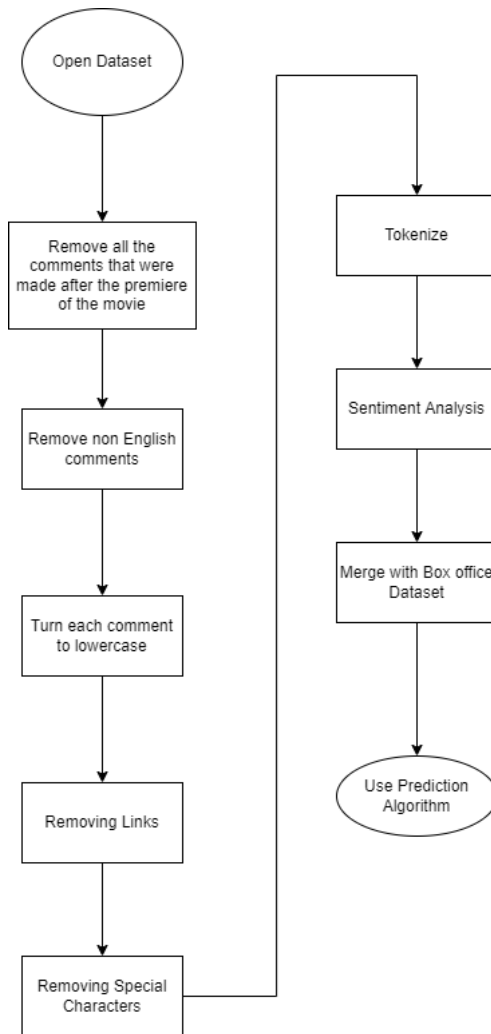 Open Dataset
Remove all the
comments that were
made after the premiere
of the movie
Remove non English
comments
Turn each comment
to lowercase
Removing Links
Removing Special
Characters
Tokenize
Sentiment Analysis
Merge with Box office
Dataset
Use Prediction
Algorithm